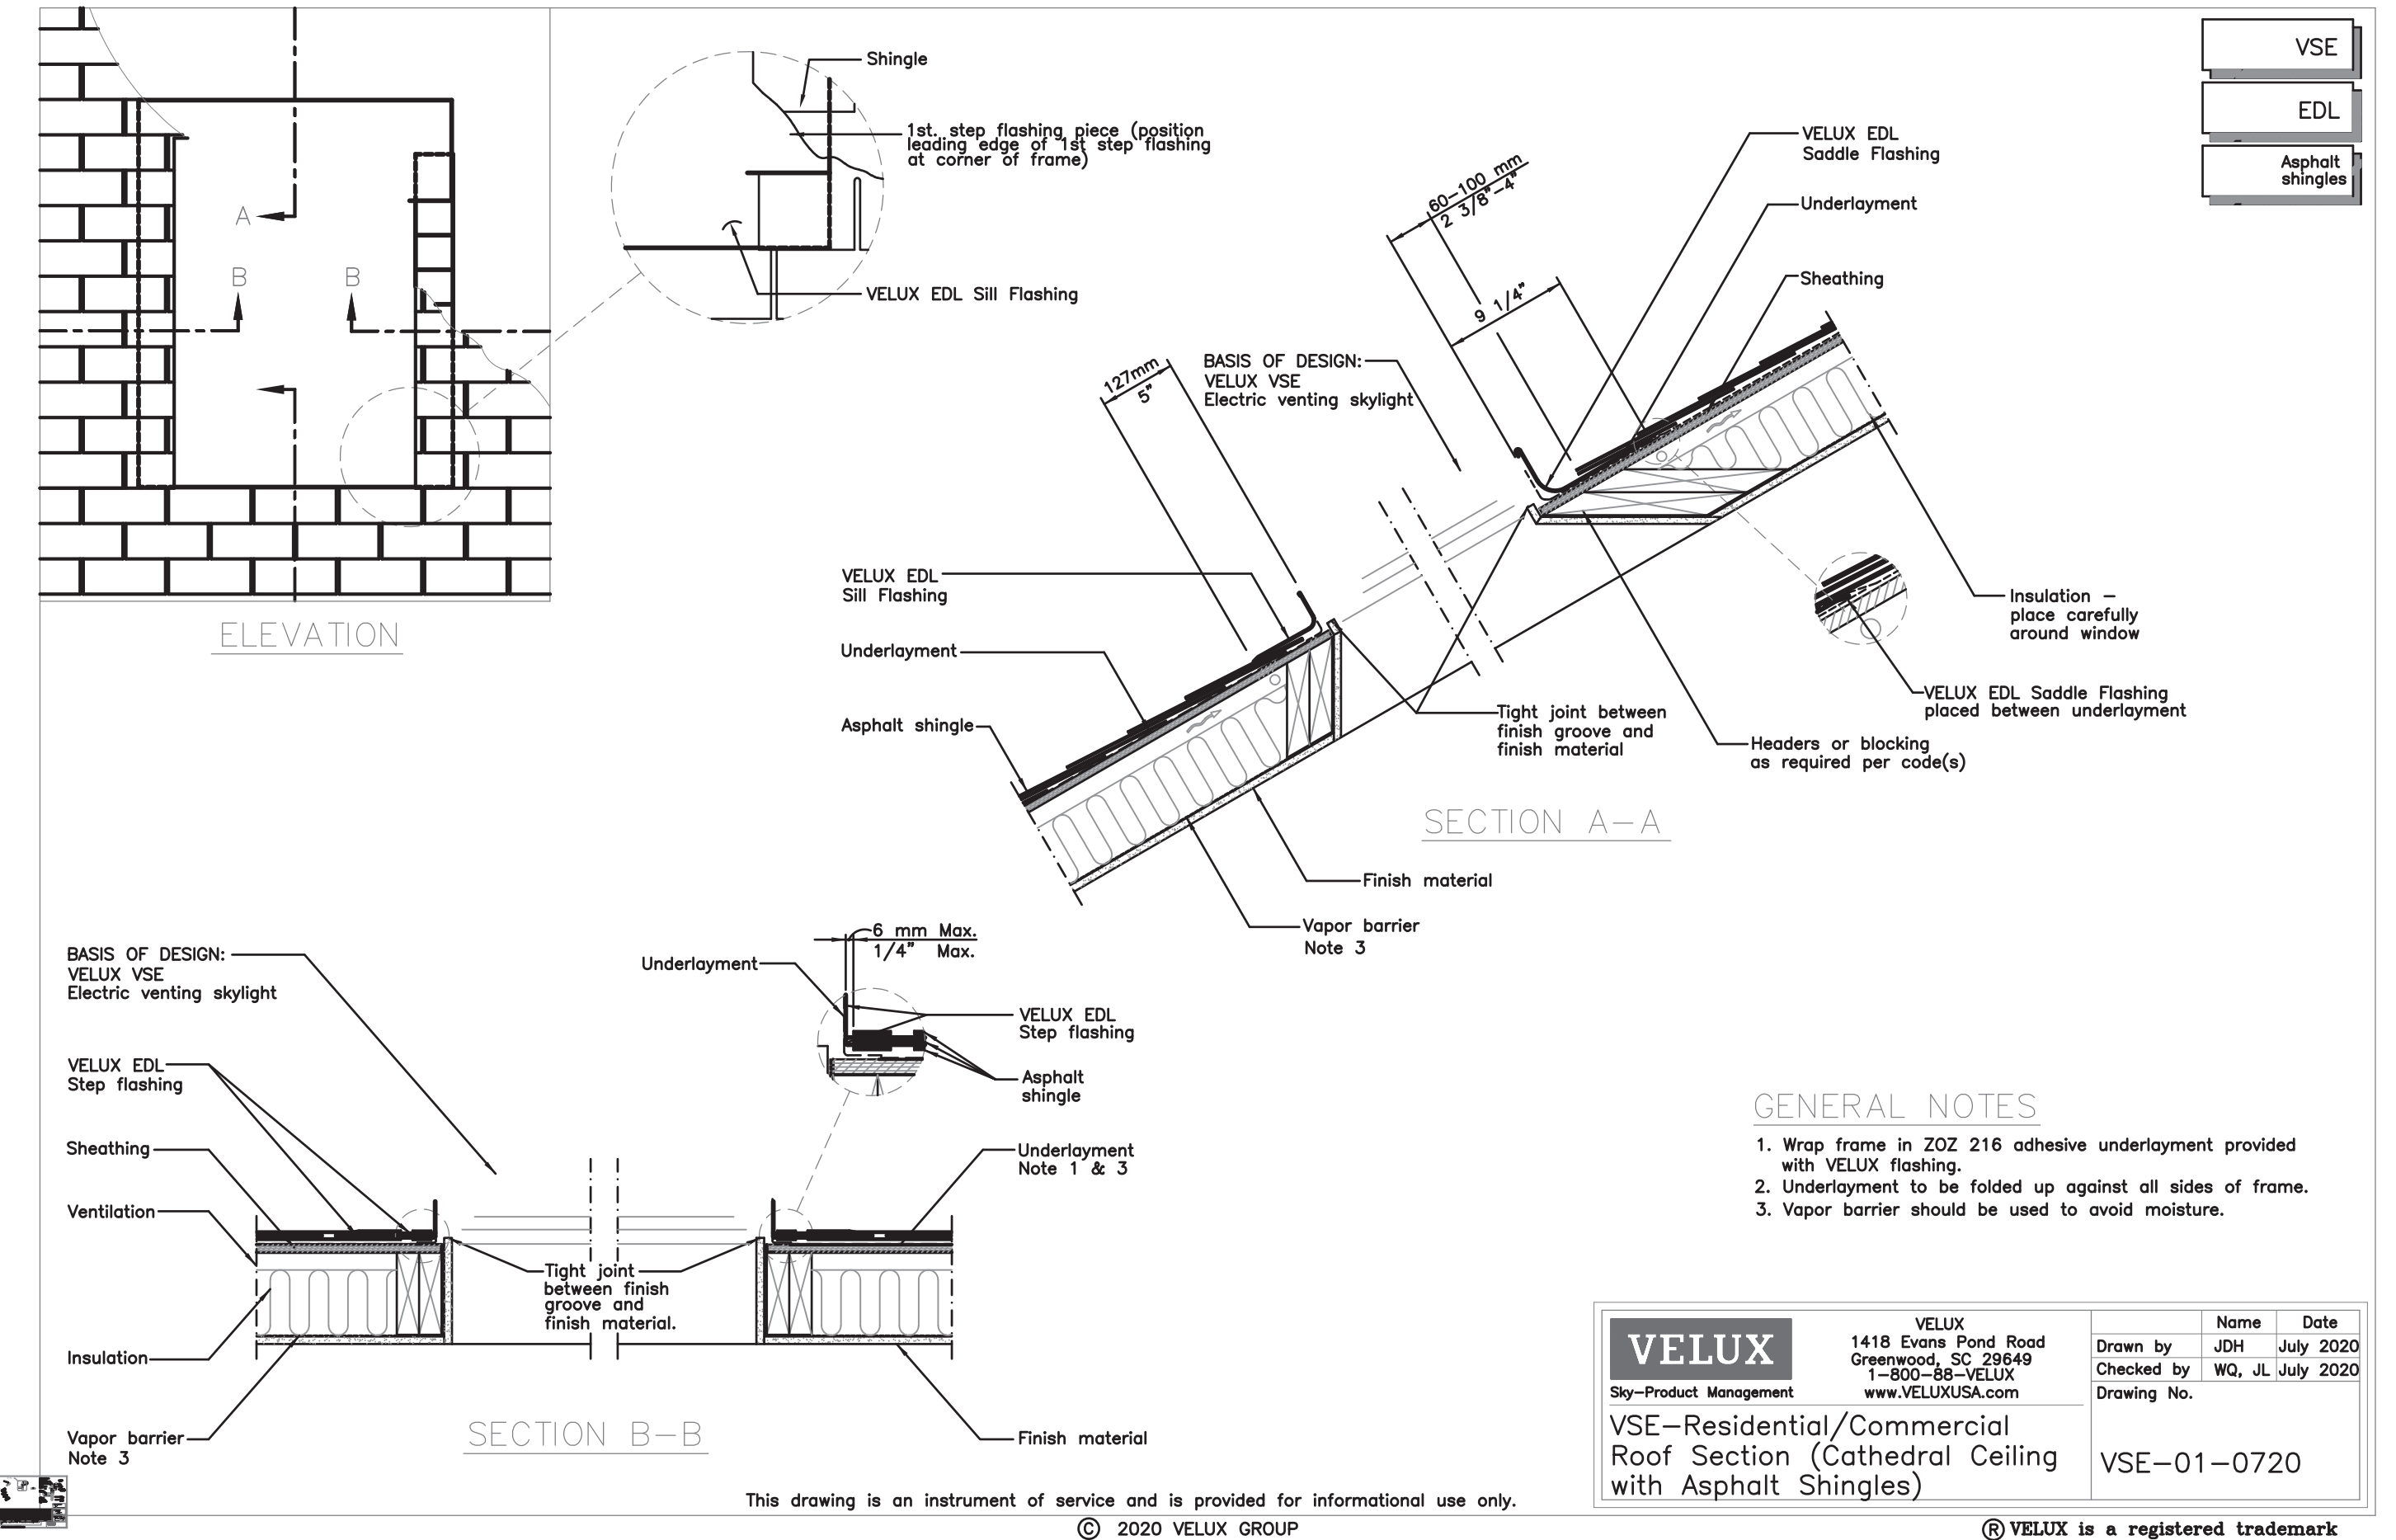 VSE
EDL
Asphalt
shingles
A
B
B
ELEVATION
Shingle
1st. step flashing piece (position
leading edge of 1st step flashing
at corner of frame)
VELUX EDL Sill Flashing
VELUX EDL
Saddle Flashing
Underlayment
Sheathing
60-100 mm
2 3/8"-4"
9 1/4"
127mm
5"
BASIS OF DESIGN:
VELUX VSE
Electric venting skylight
VELUX EDL
Sill Flashing
Underlayment
Asphalt shingle
Insulation -
place carefully
around window
VELUX EDL Saddle Flashing
placed between underlayment
Tight joint between
finish groove and
finish material
Headers or blocking
as required per code(s)
SECTION A-A
Finish material
Vapor barrier
Note 3
BASIS OF DESIGN:
VELUX VSE
Electric venting skylight
6 mm Max.
1/4" Max.
Underlayment
VELUX EDL
Step flashing
Asphalt
shingle
VELUX EDL
Step flashing
Sheathing
Ventilation
Insulation
Vapor barrier
Note 3
Underlayment
Note 1 & 3
Tight joint
between finish
groove and
finish material.
Finish material
SECTION B-B
GENERAL NOTES
1. Wrap frame in ZOZ 216 adhesive underlayment provided
with VELUX flashing.
2. Underlayment to be folded up against all sides of frame.
3. Vapor barrier should be used to avoid moisture.
VELUX
Sky-Product Management
VELUX
1418 Evans Pond Road
Greenwood, SC 29649
1-800-88-VELUX
www.VELUXUSA.com
Name Date
Drawn by JDH July 2020
Checked by WQ, JL July 2020
Drawing No.
VSE-01-0720
VSE-Residential/Commercial
Roof Section (Cathedral Ceiling
with Asphalt Shingles)
This drawing is an instrument of service and is provided for informational use only.
© 2020 VELUX GROUP
® VELUX is a registered trademark